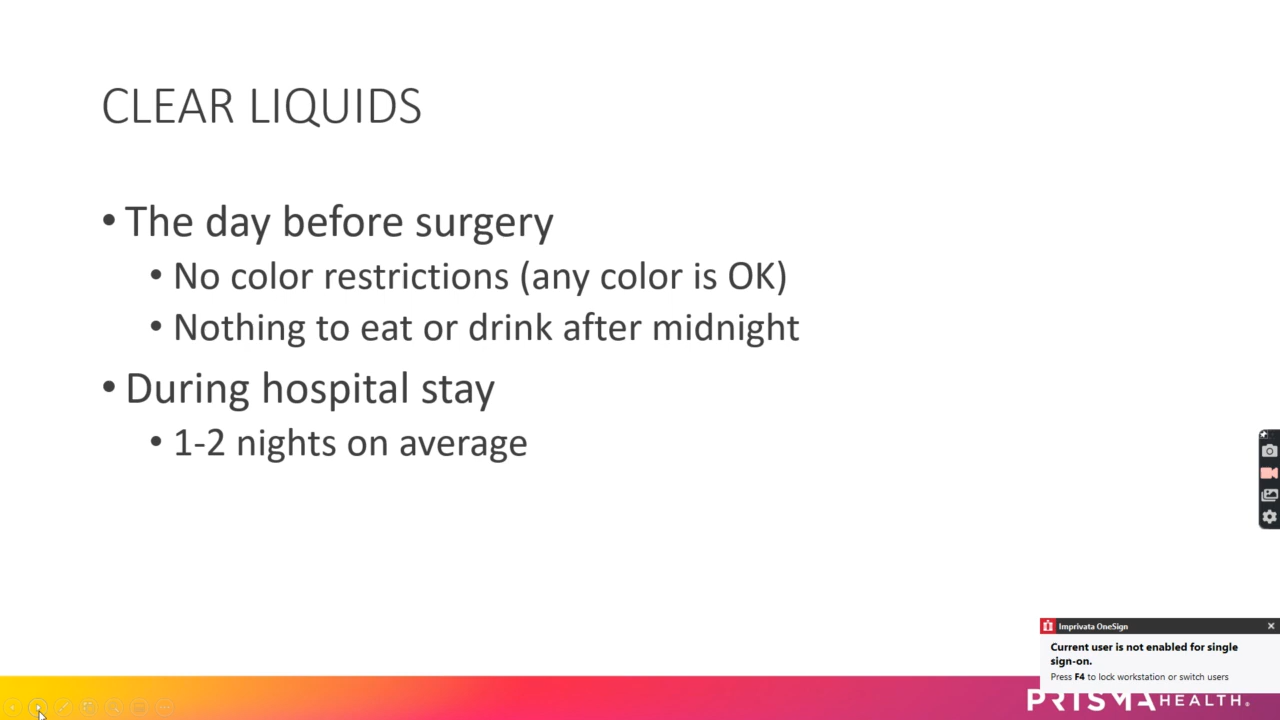 CLEAR LIQUIDS
• The day before surgery
• No color restrictions (any color is OK)
• Nothing to eat or drink after midnight
• During hospital stay
• 1-2 nights on average
Imprivata OneSign
Current user is not enabled for single
sign-on.
Press F4 to lock workstation or switch users
PRISMA HEALTH.